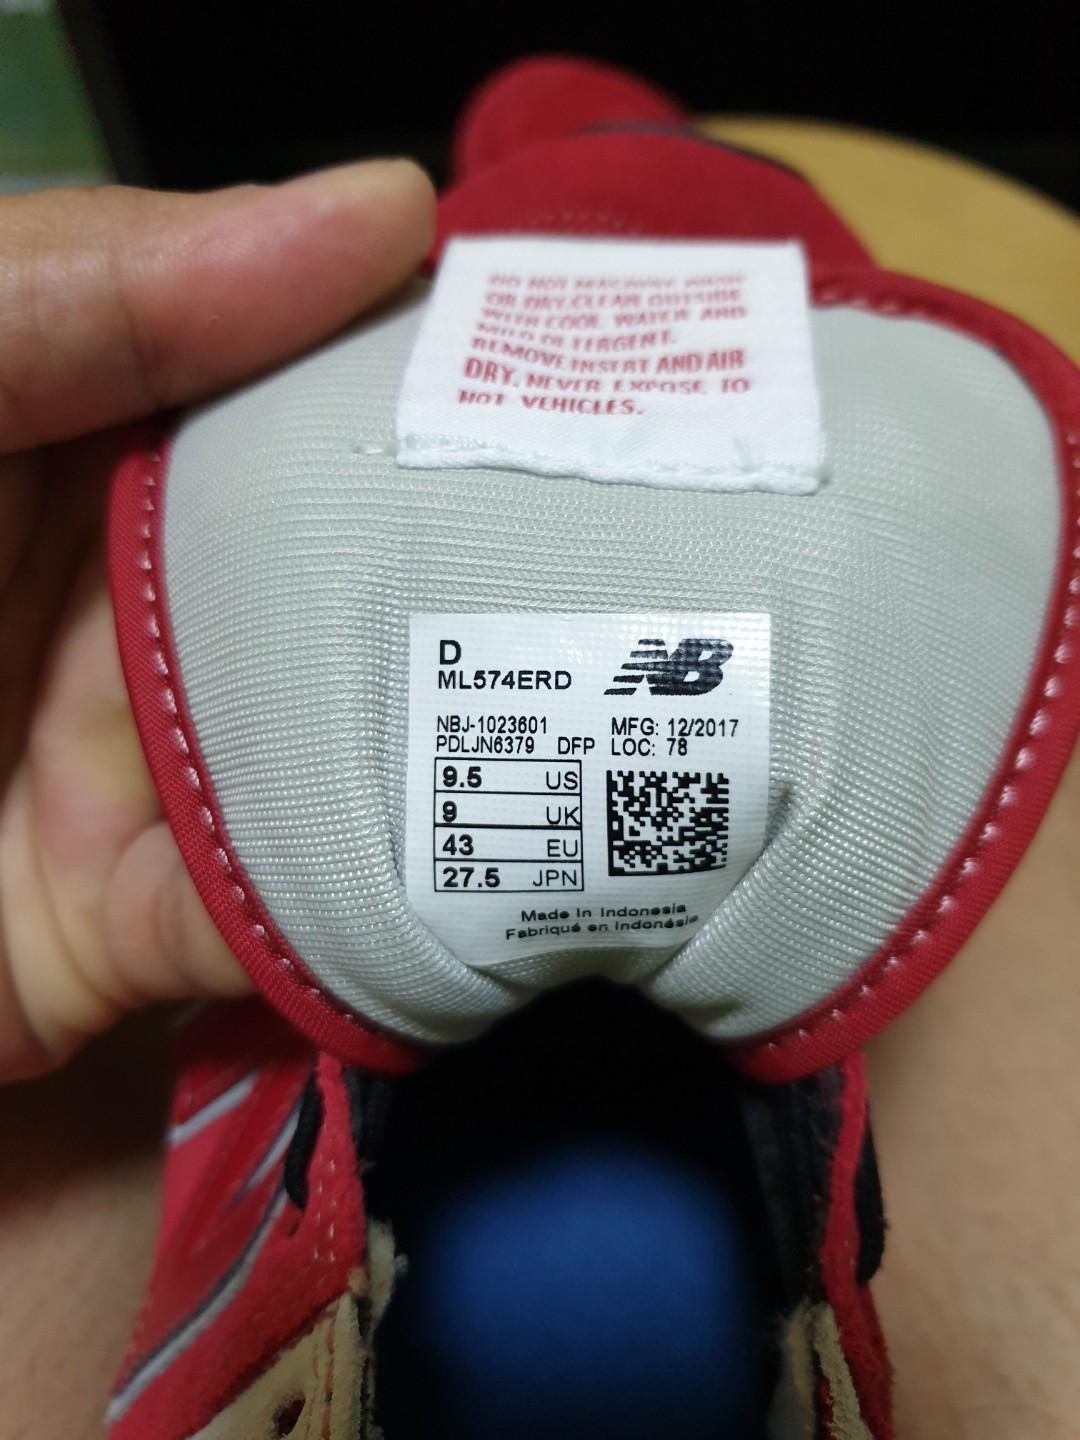 DO NOT MACHINE WASH
OR DRY.CLEAN OUTSIDE
WITH COOL WATER AND
MILD DETERGENT.
REMOVE.INSERT AND AIR
DRY. NEVER EXPOSE TO
HOT VEHICLES.
D
ML574ERD
NB
NBJ-1023601 MFG: 12/2017
PDLJN6379 DFP LOC: 78
9.5 US
9 UK
43 EU
27.5 JPN
Made in Indonesia
Fabriqué en Indonésie